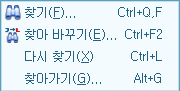 찾기(F)... Ctrl+Q,F
찾아 바꾸기(E)... Ctrl+F2
다시 찾기(X) Ctrl+L
찾아가기(G)... Alt+G